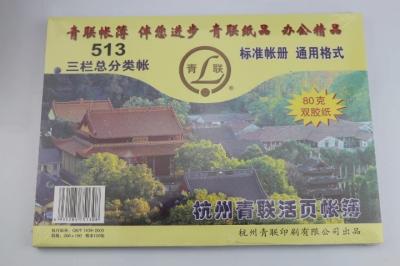 青联帐簿 伴您进步 青联纸品 办公精品
513
三栏总分类帐
青 联
®
标准帐册 通用格式
80克
双胶纸
杭州青联活页帐簿
杭州青联印刷有限公司出品